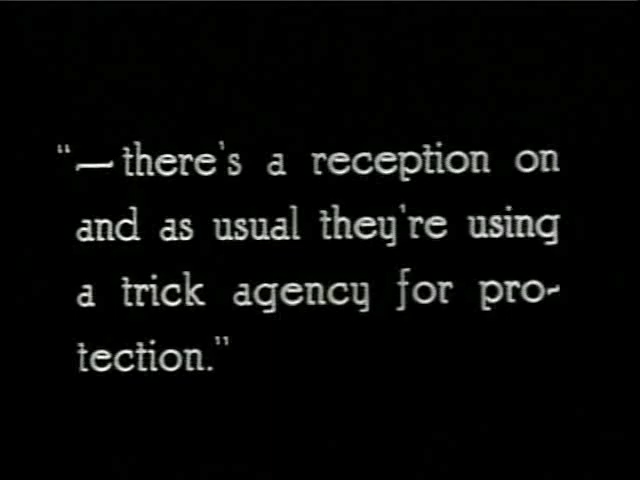 "—there's a reception on
and as usual they're using
a trick agency for pro-
tection."